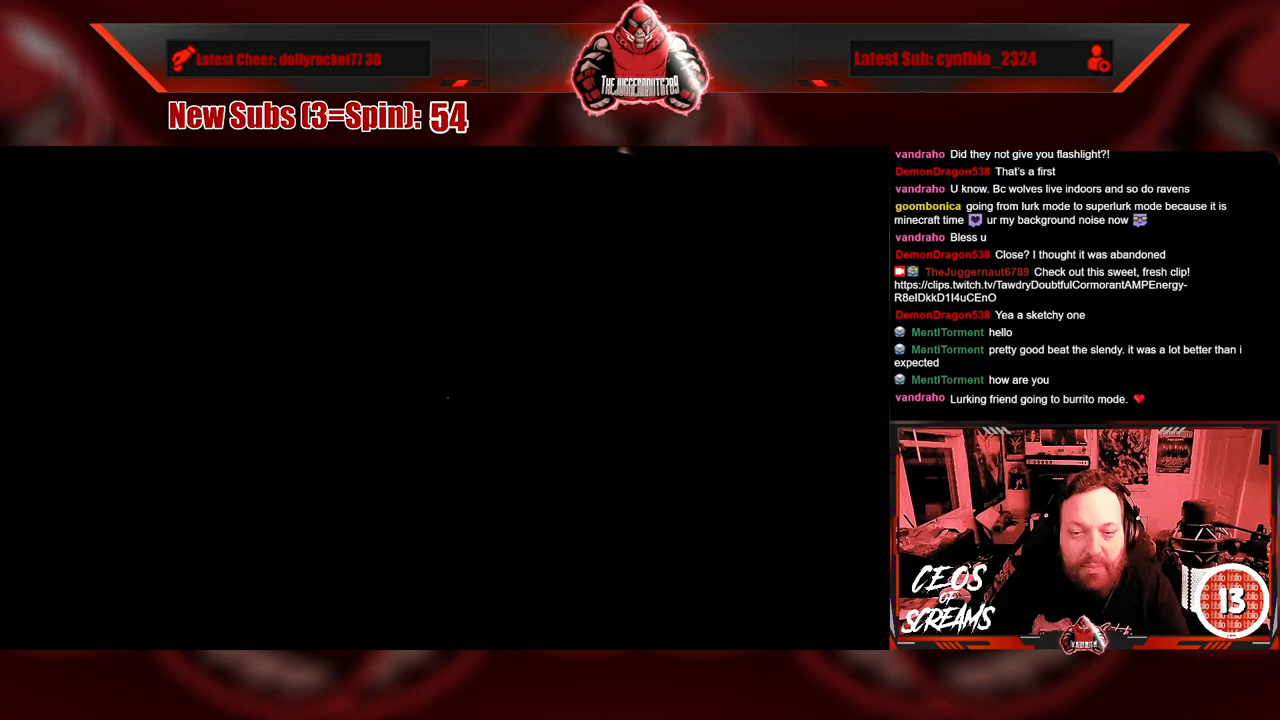 Latest Cheer: dollyrocket77 30
THEJUGGERNAUT6789
Latest Sub: cynthia_2324
New Subs (3=Spin): 54
vandraho Did they not give you flashlight?!
DemonDragon538 That's a first
vandraho U know. Bc wolves live indoors and so do ravens
goombonica going from lurk mode to superlurk mode because it is
minecraft time ur my background noise now
vandraho Bless u
DemonDragon538 Close? I thought it was abandoned
TheJuggernaut6789 Check out this sweet, fresh clip!
https://clips.twitch.tv/TawdryDoubtfulCormorantAMPEnergy-
R8eIDkkD1I4uCEnO
DemonDragon538 Yea a sketchy one
MentlTorment hello
MentlTorment pretty good beat the slendy. it was a lot better than i
expected
MentlTorment how are you
vandraho Lurking friend going to burrito mode.
CEOS
OF
SCREAMS
13